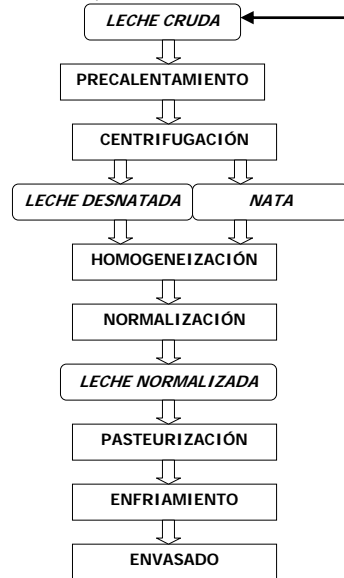 LECHE CRUDA
PRECALENTAMIENTO
CENTRIFUGACIÓN
LECHE DESNATADA
NATA
HOMOGENEIZACIÓN
NORMALIZACIÓN
LECHE NORMALIZADA
PASTEURIZACIÓN
ENFRIAMIENTO
ENVASADO